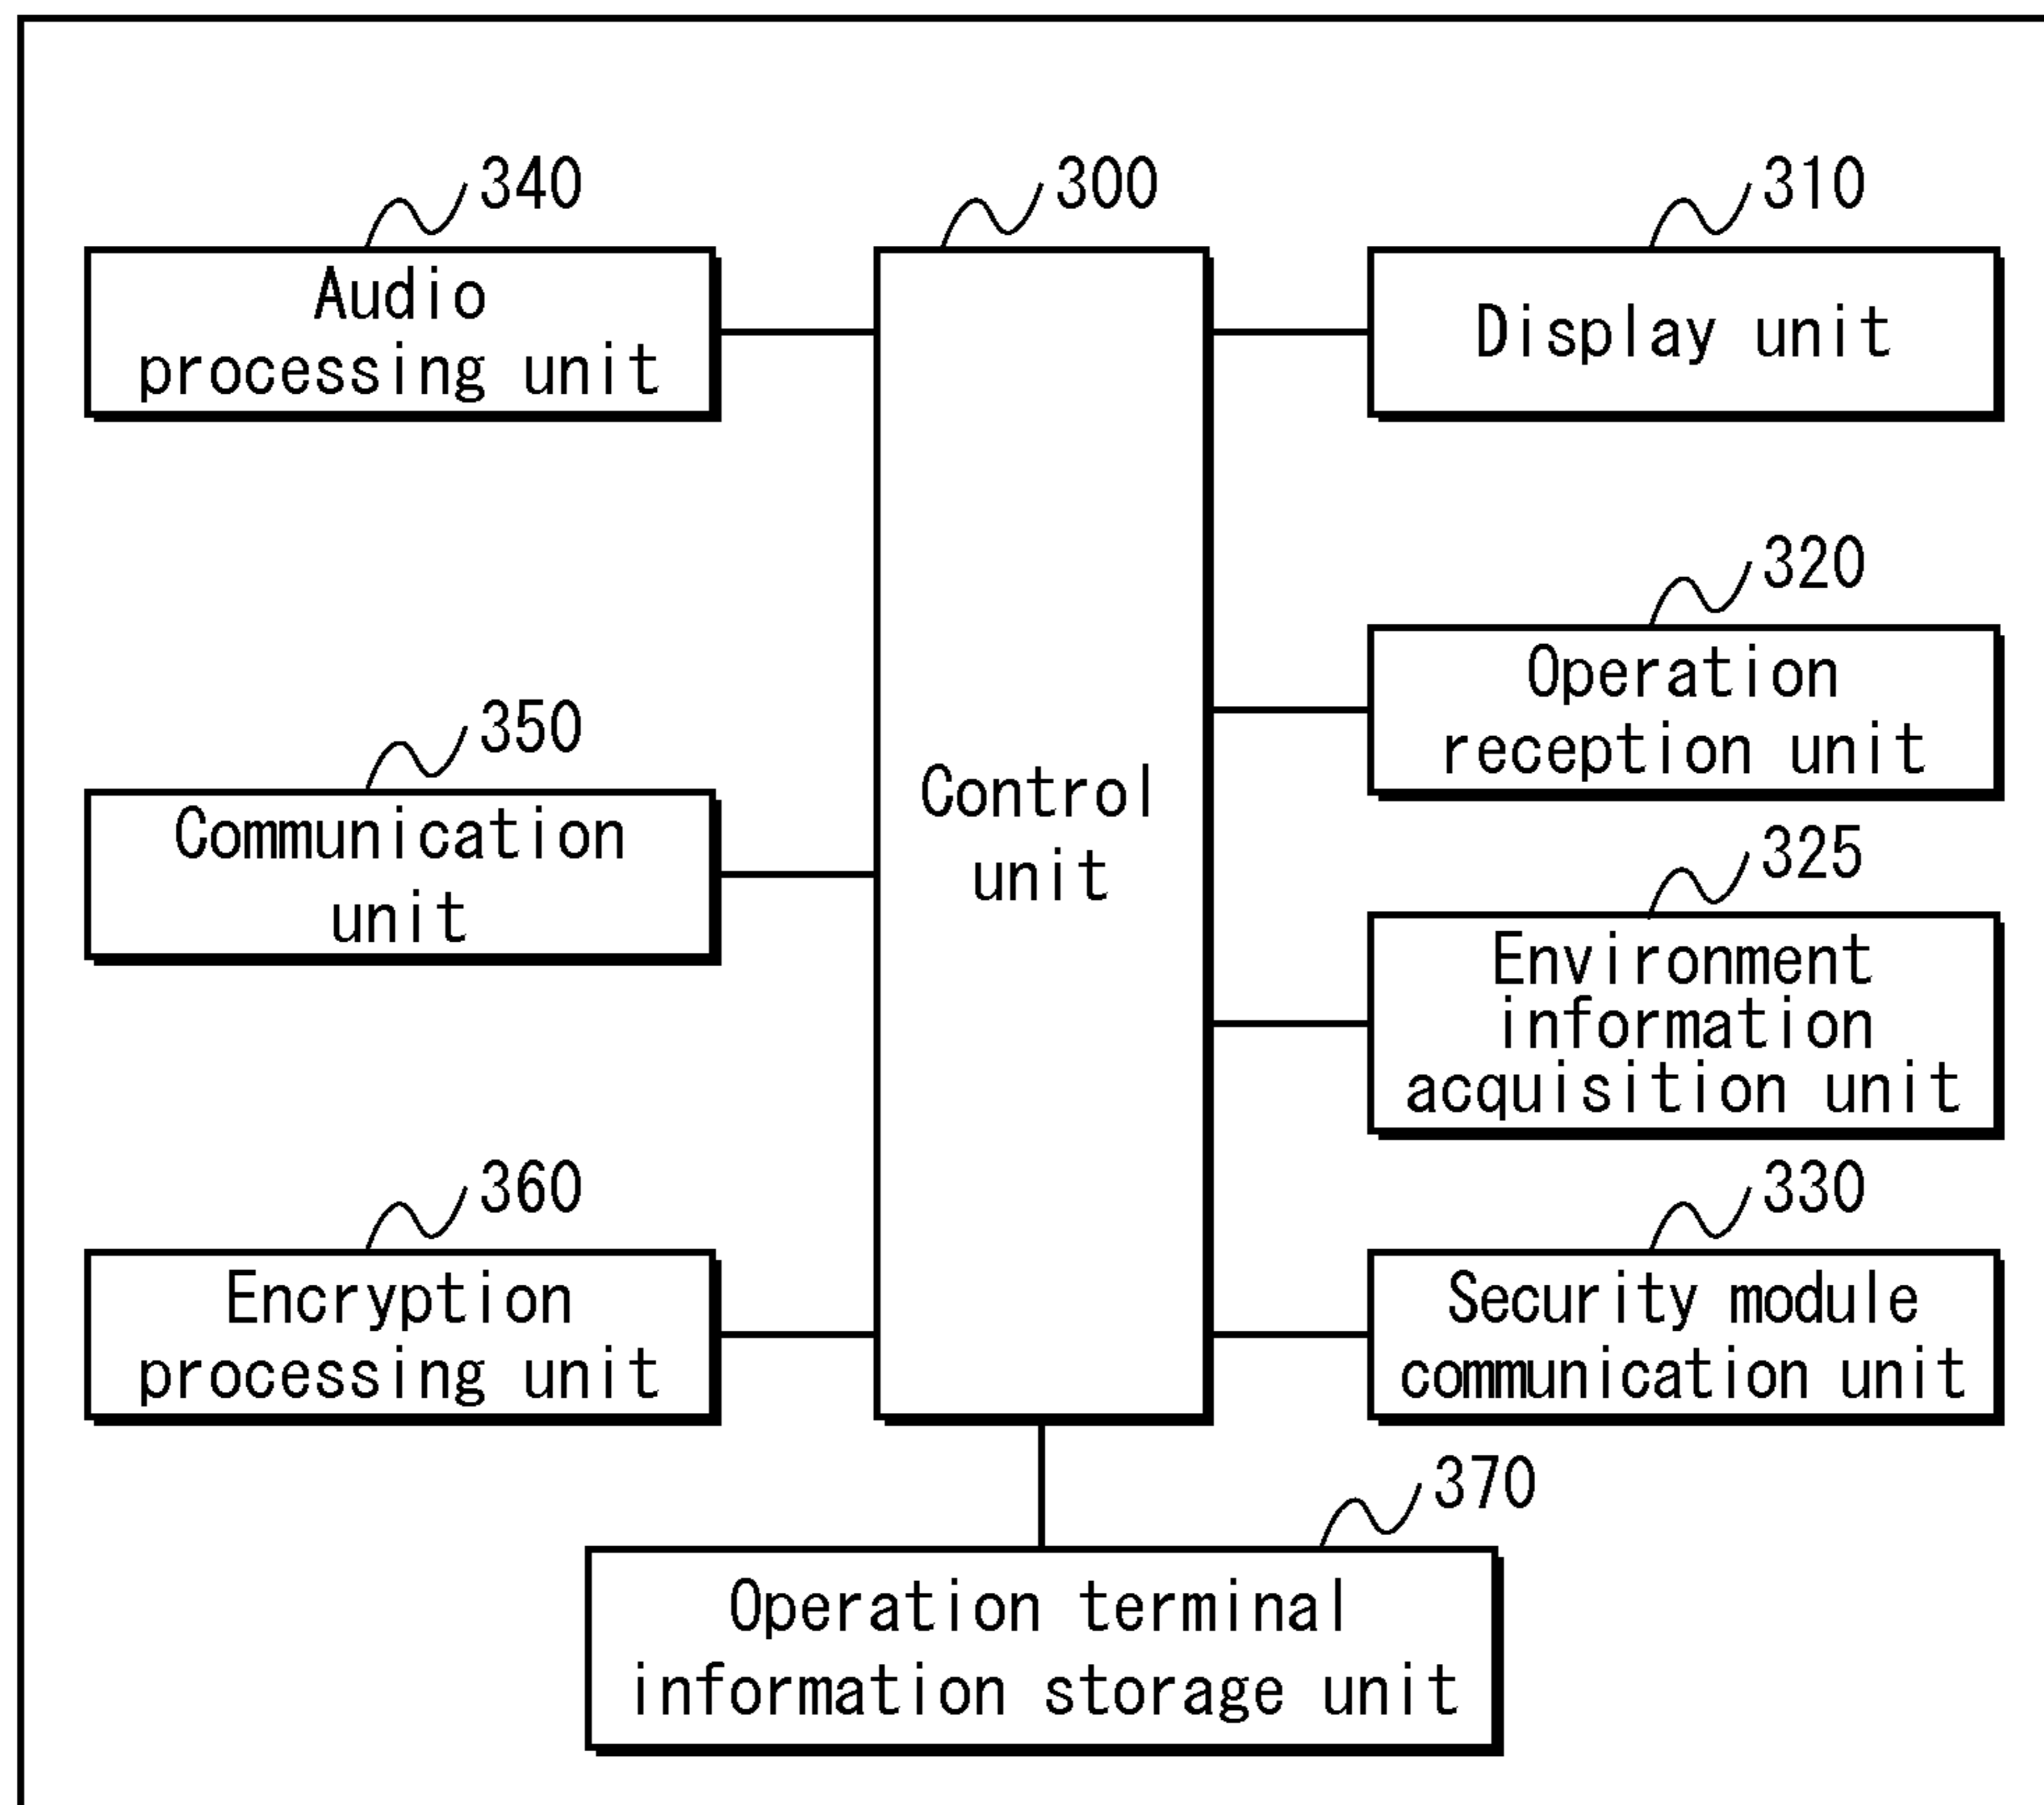 340
Audio
processing unit
300
Control
unit
310
Display unit
320
Operation
reception unit
350
Communication
unit
325
Environment
information
acquisition unit
360
Encryption
processing unit
330
Security module
communication unit
370
Operation terminal
information storage unit